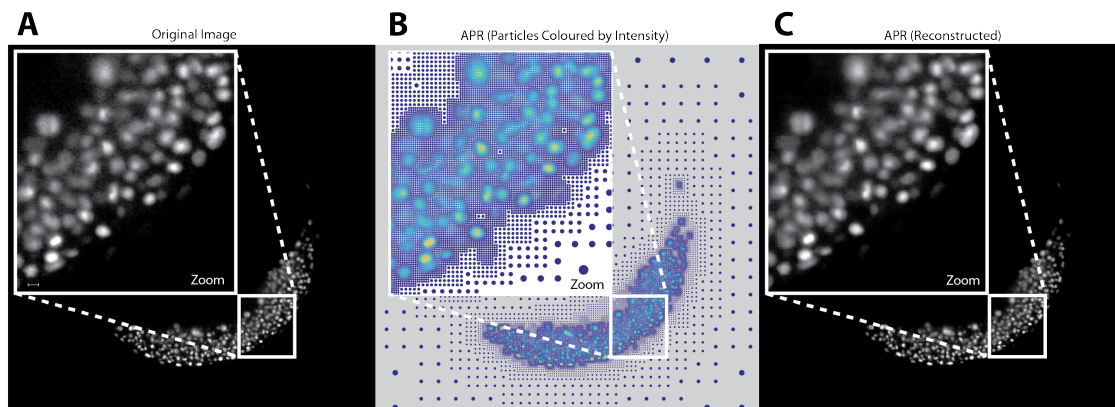 A
Original Image
Zoom
B
APR (Particles Coloured by Intensity)
Zoom
C
APR (Reconstructed)
Zoom